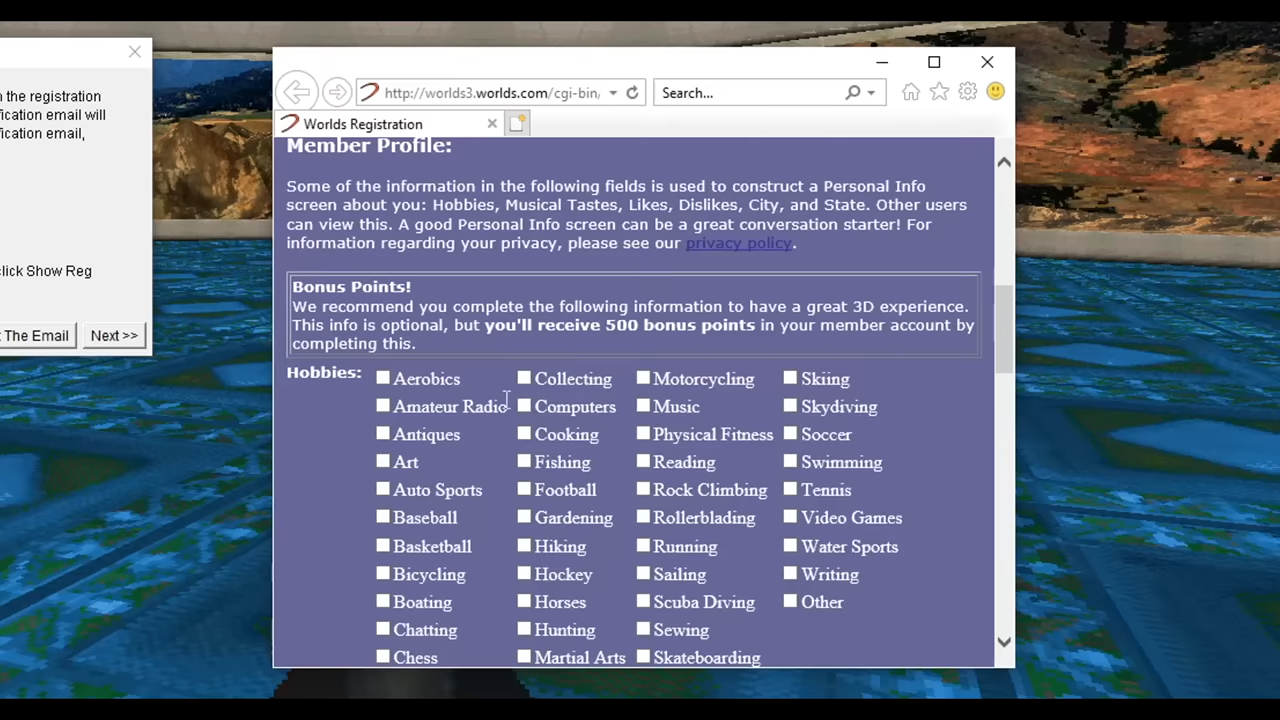 n the registration
fication email will
fication email,
click Show Reg
t The Email
Next >>
http://worlds3.worlds.com/cgi-bin/
Search...
Worlds Registration
Member Profile:
Some of the information in the following fields is used to construct a Personal Info
screen about you: Hobbies, Musical Tastes, Likes, Dislikes, City, and State. Other users
can view this. A good Personal Info screen can be a great conversation starter! For
information regarding your privacy, please see our privacy policy.
Bonus Points!
We recommend you complete the following information to have a great 3D experience.
This info is optional, but you'll receive 500 bonus points in your member account by
completing this.
Hobbies:
Aerobics Collecting Motorcycling Skiing
Amateur Radio Computers Music Skydiving
Antiques Cooking Physical Fitness Soccer
Art Fishing Reading Swimming
Auto Sports Football Rock Climbing Tennis
Baseball Gardening Rollerblading Video Games
Basketball Hiking Running Water Sports
Bicycling Hockey Sailing Writing
Boating Horses Scuba Diving Other
Chatting Hunting Sewing
Chess Martial Arts Skateboarding